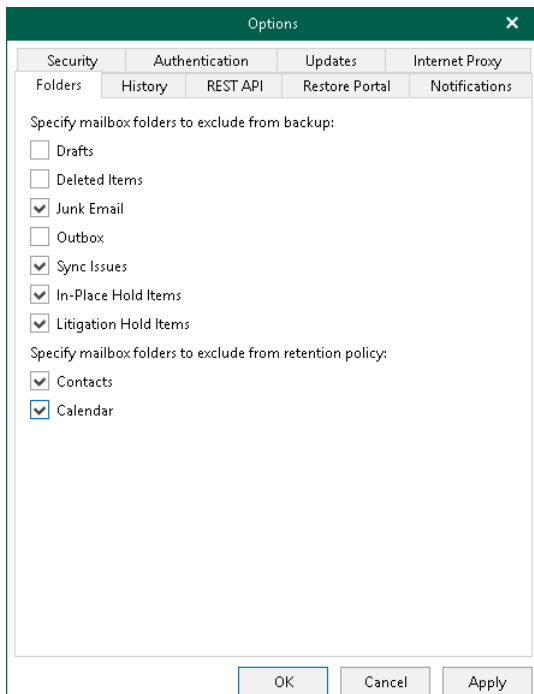 Options
Security
Authentication
Updates
Internet Proxy
Folders
History
REST API
Restore Portal
Notifications
Specify mailbox folders to exclude from backup:
Drafts
Deleted Items
Junk Email
Outbox
Sync Issues
In-Place Hold Items
Litigation Hold Items
Specify mailbox folders to exclude from retention policy:
Contacts
Calendar
OK
Cancel
Apply